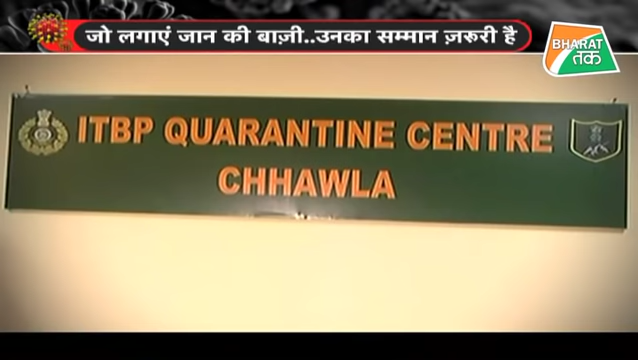 जो लगाएं जान की बाज़ी..उनका सम्मान ज़रूरी है
BHARAT
तक
ITBP QUARANTINE CENTRE
CHHAWLA